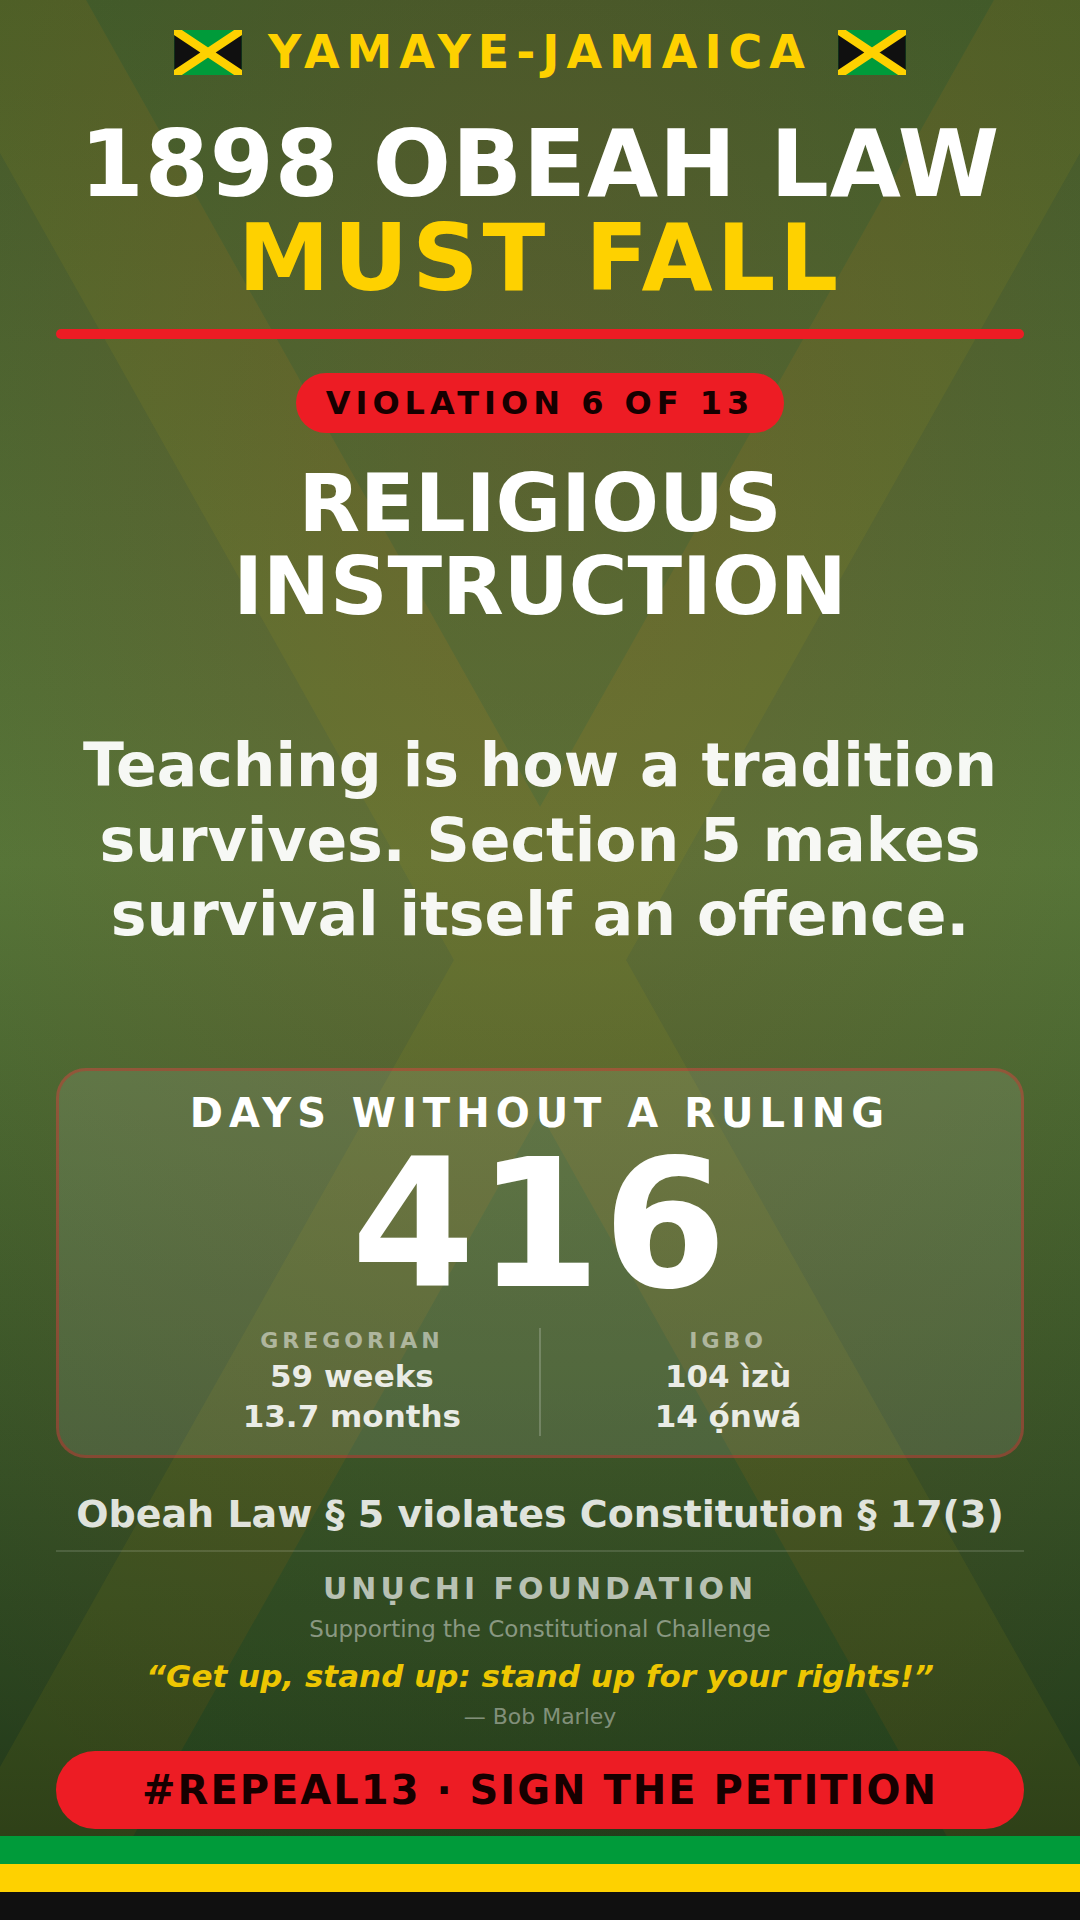 YAMAYE-JAMAICA
1898 OBEAH LAW
MUST FALL
VIOLATION 6 OF 13
RELIGIOUS
INSTRUCTION
Teaching is how a tradition
survives. Section 5 makes
survival itself an offence.
DAYS WITHOUT A RULING
416
GREGORIAN
59 weeks
13.7 months
IGBO
104 ìzù
14 ọ́nwá
Obeah Law § 5 violates Constitution § 17(3)
UNỤCHI FOUNDATION
Supporting the Constitutional Challenge
“Get up, stand up: stand up for your rights!”
— Bob Marley
#REPEAL13 · SIGN THE PETITION